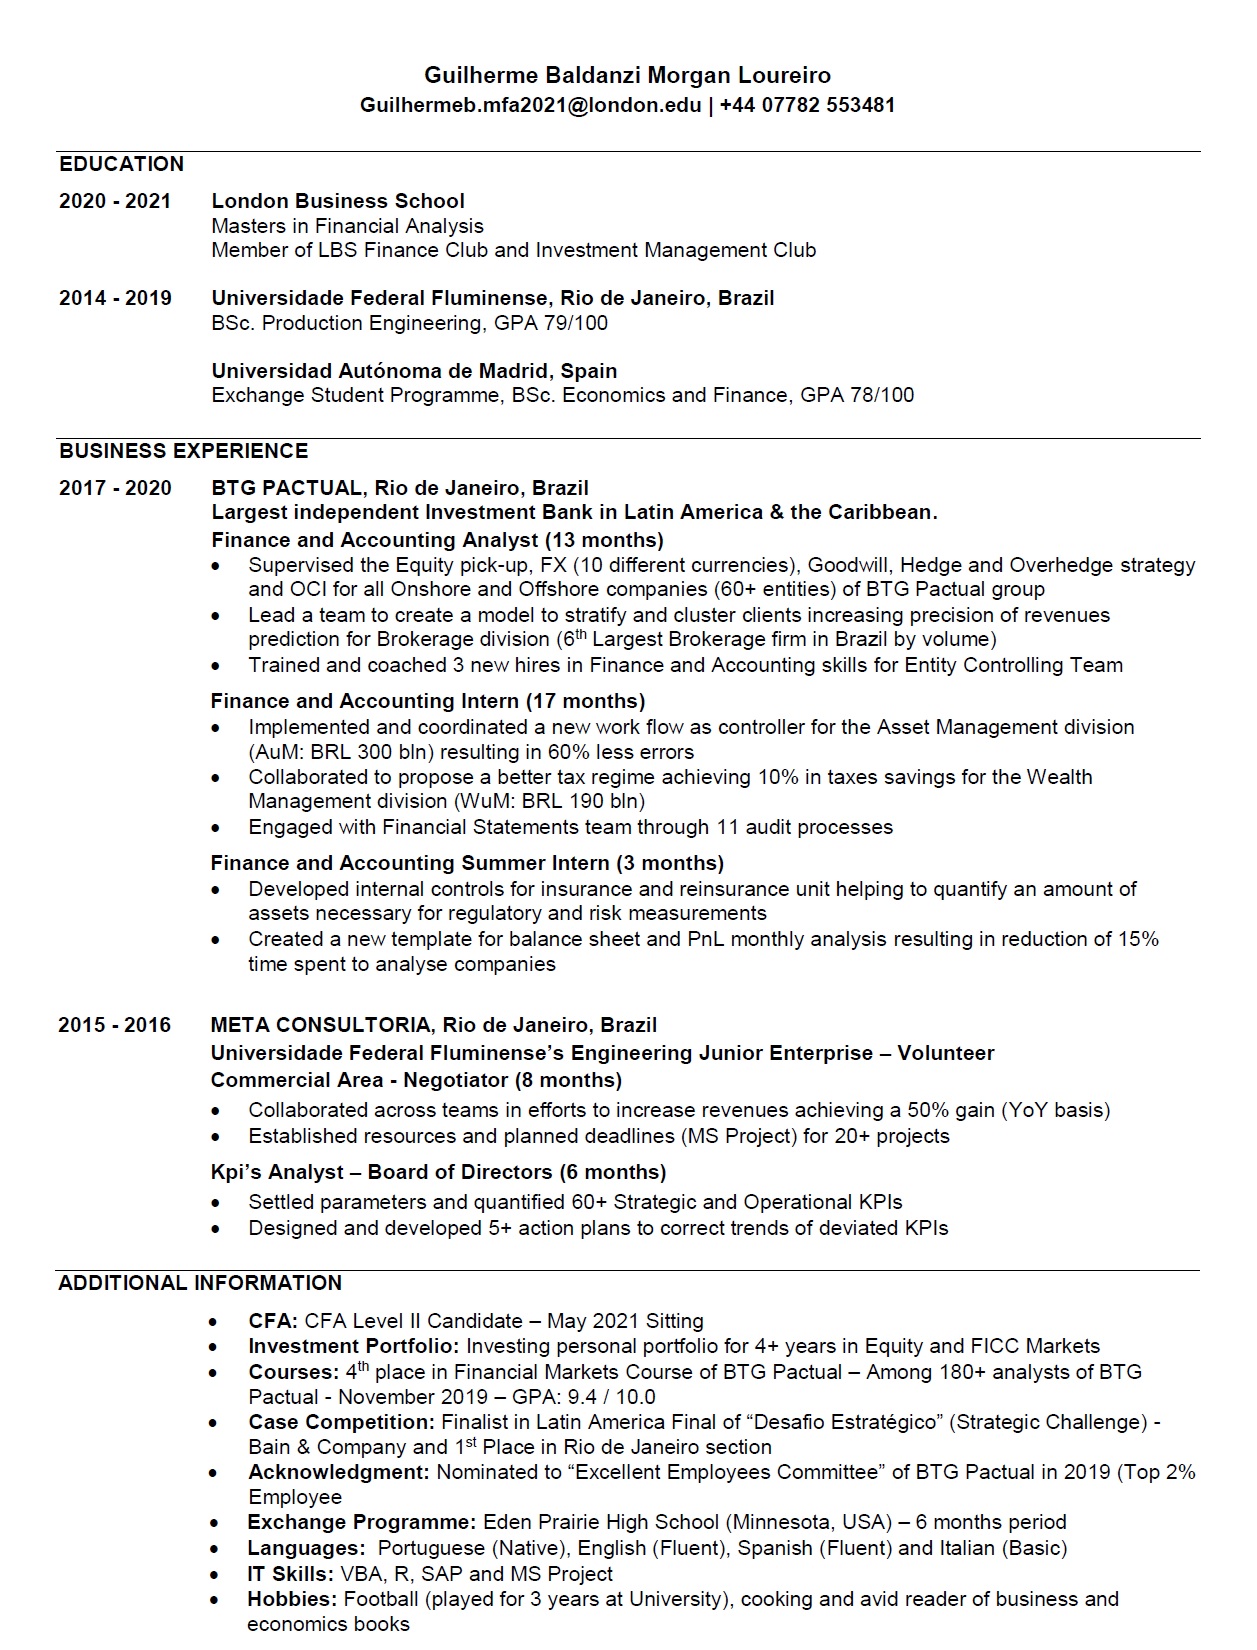 Guilherme Baldanzi Morgan Loureiro
Guilhermeb.mfa2021@london.edu | +44 07782 553481
EDUCATION
2020 - 2021 London Business School
Masters in Financial Analysis
Member of LBS Finance Club and Investment Management Club
2014 - 2019 Universidade Federal Fluminense, Rio de Janeiro, Brazil
BSc. Production Engineering, GPA 79/100
Universidad Autónoma de Madrid, Spain
Exchange Student Programme, BSc. Economics and Finance, GPA 78/100
BUSINESS EXPERIENCE
2017 - 2020 BTG PACTUAL, Rio de Janeiro, Brazil
Largest independent Investment Bank in Latin America & the Caribbean.
Finance and Accounting Analyst (13 months)
• Supervised the Equity pick-up, FX (10 different currencies), Goodwill, Hedge and Overhedge strategy
and OCI for all Onshore and Offshore companies (60+ entities) of BTG Pactual group
• Lead a team to create a model to stratify and cluster clients increasing precision of revenues
prediction for Brokerage division (6th Largest Brokerage firm in Brazil by volume)
• Trained and coached 3 new hires in Finance and Accounting skills for Entity Controlling Team
Finance and Accounting Intern (17 months)
• Implemented and coordinated a new work flow as controller for the Asset Management division
(AuM: BRL 300 bln) resulting in 60% less errors
• Collaborated to propose a better tax regime achieving 10% in taxes savings for the Wealth
Management division (WuM: BRL 190 bln)
• Engaged with Financial Statements team through 11 audit processes
Finance and Accounting Summer Intern (3 months)
• Developed internal controls for insurance and reinsurance unit helping to quantify an amount of
assets necessary for regulatory and risk measurements
• Created a new template for balance sheet and PnL monthly analysis resulting in reduction of 15%
time spent to analyse companies
2015 - 2016 META CONSULTORIA, Rio de Janeiro, Brazil
Universidade Federal Fluminense’s Engineering Junior Enterprise – Volunteer
Commercial Area - Negotiator (8 months)
• Collaborated across teams in efforts to increase revenues achieving a 50% gain (YoY basis)
• Established resources and planned deadlines (MS Project) for 20+ projects
Kpi’s Analyst – Board of Directors (6 months)
• Settled parameters and quantified 60+ Strategic and Operational KPIs
• Designed and developed 5+ action plans to correct trends of deviated KPIs
ADDITIONAL INFORMATION
• CFA: CFA Level II Candidate – May 2021 Sitting
• Investment Portfolio: Investing personal portfolio for 4+ years in Equity and FICC Markets
• Courses: 4th place in Financial Markets Course of BTG Pactual – Among 180+ analysts of BTG
Pactual - November 2019 – GPA: 9.4 / 10.0
• Case Competition: Finalist in Latin America Final of “Desafio Estratégico” (Strategic Challenge) -
Bain & Company and 1st Place in Rio de Janeiro section
• Acknowledgment: Nominated to “Excellent Employees Committee” of BTG Pactual in 2019 (Top 2%
Employee
• Exchange Programme: Eden Prairie High School (Minnesota, USA) – 6 months period
• Languages: Portuguese (Native), English (Fluent), Spanish (Fluent) and Italian (Basic)
• IT Skills: VBA, R, SAP and MS Project
• Hobbies: Football (played for 3 years at University), cooking and avid reader of business and
economics books